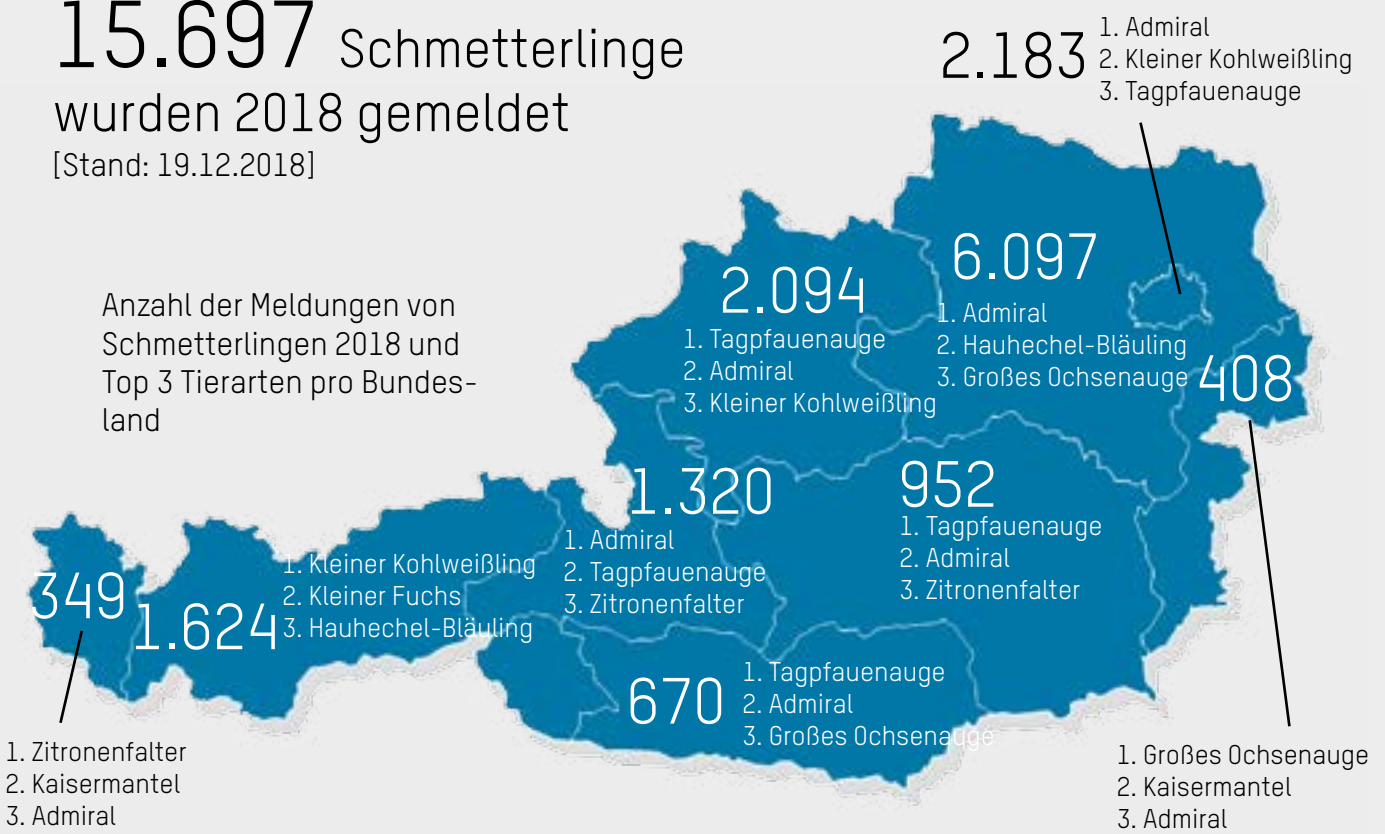 15.697 Schmetterlinge
wurden 2018 gemeldet
[Stand: 19.12.2018]
Anzahl der Meldungen von
Schmetterlingen 2018 und
Top 3 Tierarten pro Bundes-
land
2.183
1. Admiral
2. Kleiner Kohlweißling
3. Tagpfauenauge
6.097
1. Admiral
2. Hauhechel-Bläuling
3. Großes Ochsenauge
2.094
1. Tagpfauenauge
2. Admiral
3. Kleiner Kohlweißling
408
1. Großes Ochsenauge
2. Kaisermantel
3. Admiral
1.320
1. Admiral
2. Tagpfauenauge
3. Zitronenfalter
952
1. Tagpfauenauge
2. Admiral
3. Zitronenfalter
349
1. Zitronenfalter
2. Kaisermantel
3. Admiral
1.624
1. Kleiner Kohlweißling
2. Kleiner Fuchs
3. Hauhechel-Bläuling
670
1. Tagpfauenauge
2. Admiral
3. Großes Ochsenauge